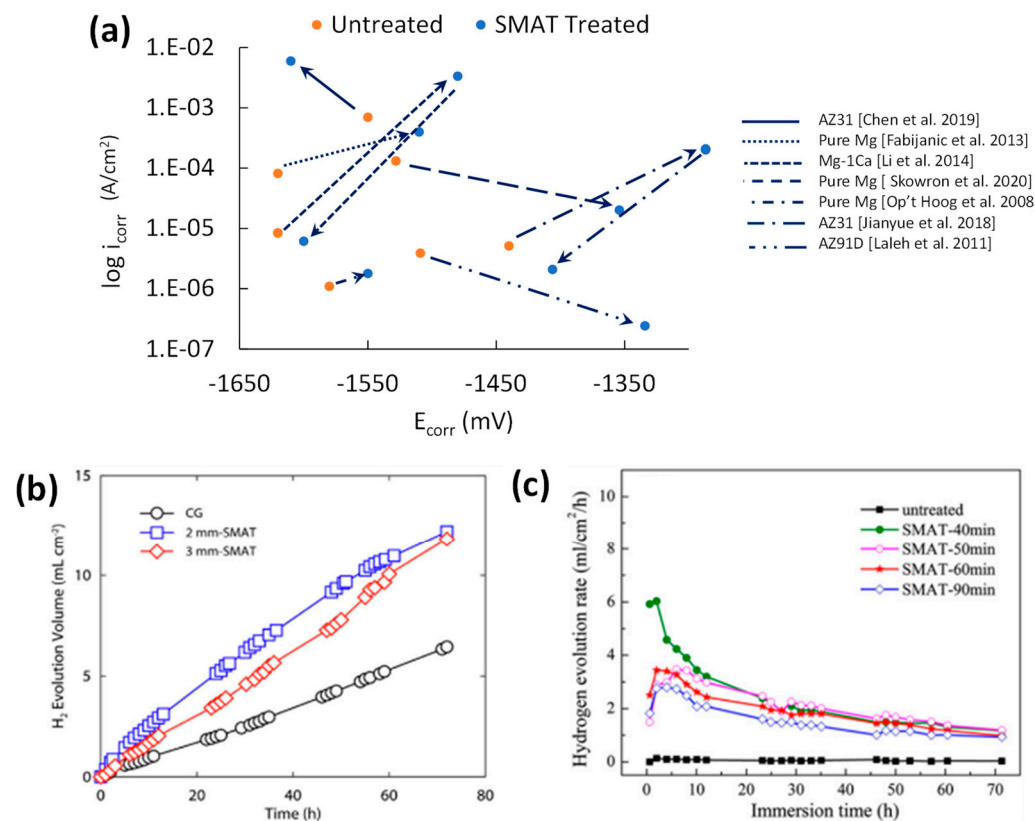 (a)
Untreated
SMAT Treated
1.E-02
1.E-03
1.E-04
1.E-05
1.E-06
1.E-07
log icorr (A/cm²)
-1650
-1550
-1450
-1350
Ecorr (mV)
AZ31 [Chen et al. 2019]
Pure Mg [Fabijanic et al. 2013]
Mg-1Ca [Li et al. 2014]
Pure Mg [ Skowron et al. 2020]
Pure Mg [Op't Hoog et al. 2008
AZ31 [Jianyue et al. 2018]
AZ91D [Laleh et al. 2011]
(b)
15
10
5
0
H₂ Evolution Volume (mL cm⁻²)
CG
2 mm-SMAT
3 mm-SMAT
0
20
40
60
80
Time (h)
(c)
10
8
6
4
2
0
Hydrogen evolution rate (ml/cm²/h)
untreated
SMAT-40min
SMAT-50min
SMAT-60min
SMAT-90min
0
10
20
30
40
50
60
70
Immersion time (h)